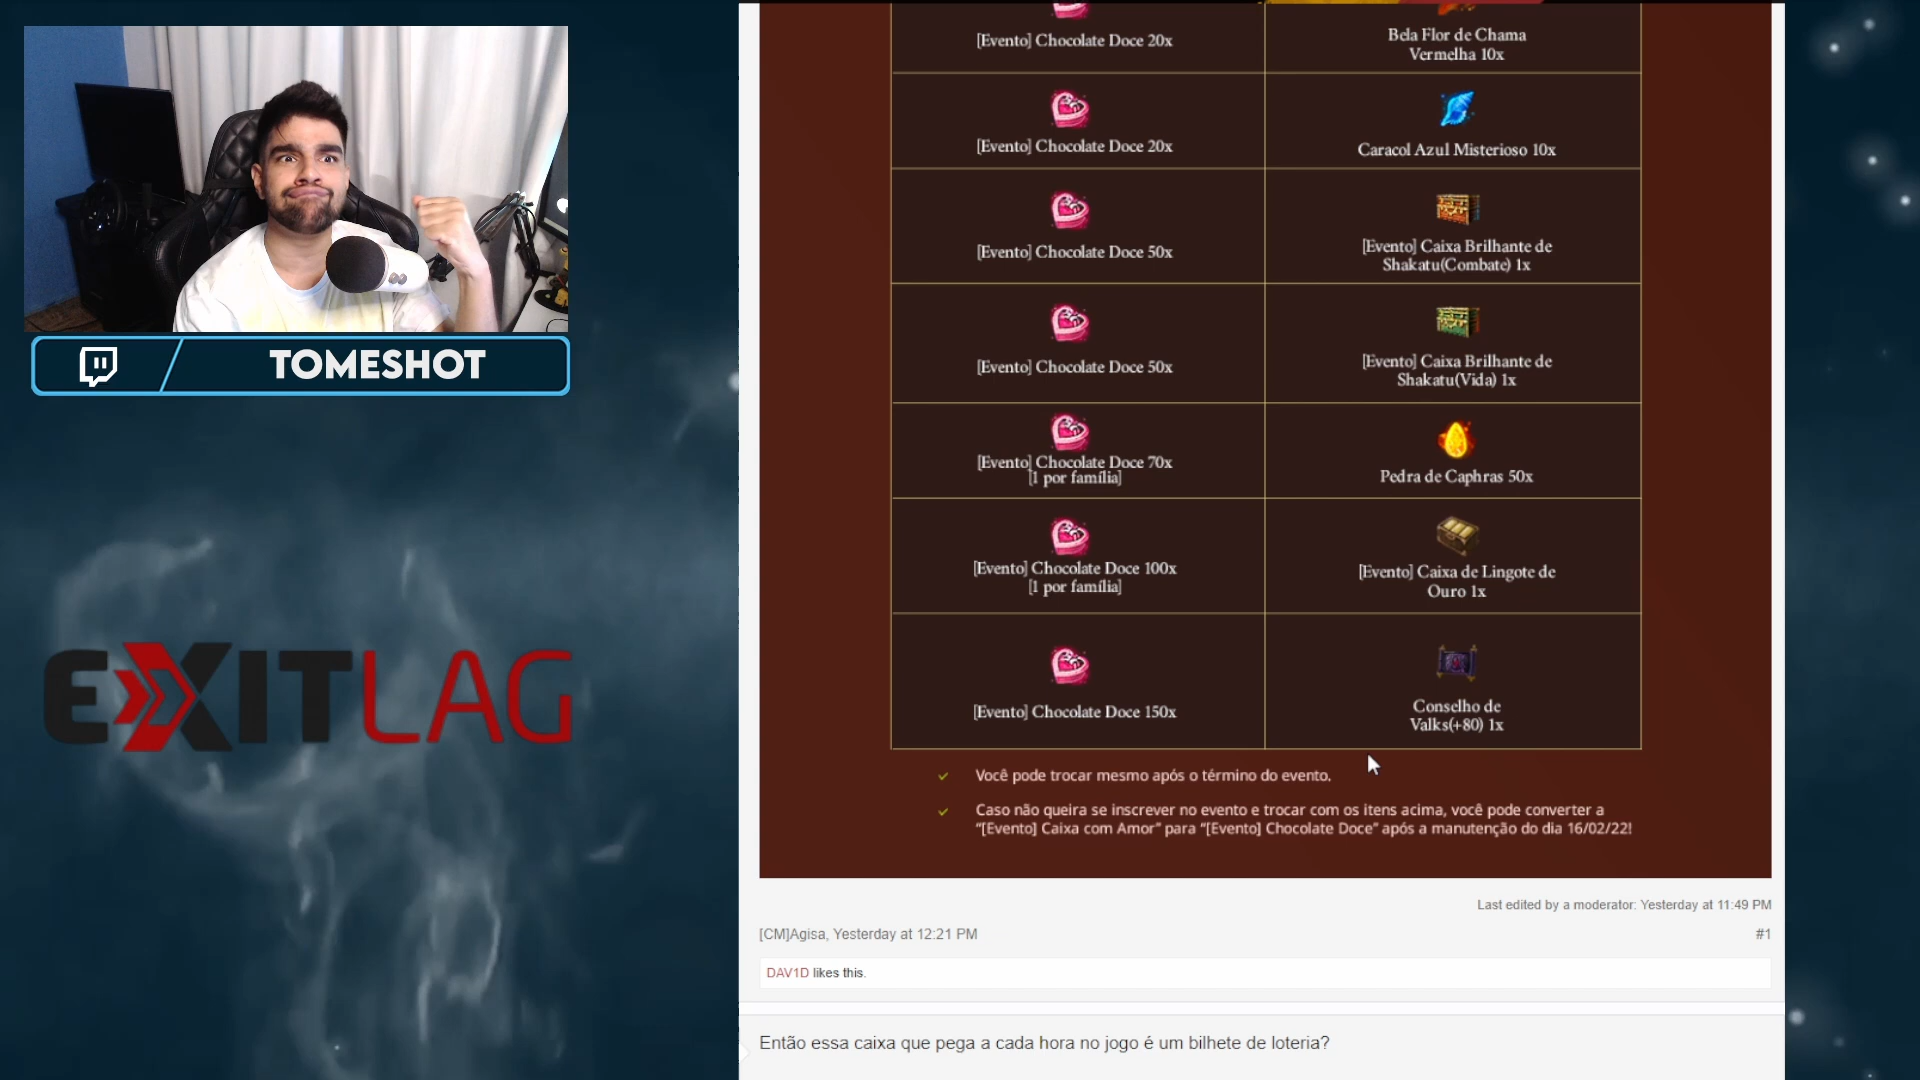 TOMESHOT
EXITLAG
[Evento] Chocolate Doce 20x
Bela Flor de Chama
Vermelha 10x
[Evento] Chocolate Doce 20x
Caracol Azul Misterioso 10x
[Evento] Chocolate Doce 50x
[Evento] Caixa Brilhante de
Shakatu(Combate) 1x
[Evento] Chocolate Doce 50x
[Evento] Caixa Brilhante de
Shakatu(Vida) 1x
[Evento] Chocolate Doce 70x
[1 por família]
Pedra de Caphras 50x
[Evento] Chocolate Doce 100x
[1 por família]
[Evento] Caixa de Lingote de
Ouro 1x
[Evento] Chocolate Doce 150x
Conselho de
Valks(+80) 1x
Você pode trocar mesmo após o término do evento.
Caso não queira se inscrever no evento e trocar com os itens acima, você pode converter a
“[Evento] Caixa com Amor” para “[Evento] Chocolate Doce” após a manutenção do dia 16/02/22!
Last edited by a moderator: Yesterday at 11:49 PM
[CM]Agisa, Yesterday at 12:21 PM
#1
DAV1D likes this.
Então essa caixa que pega a cada hora no jogo é um bilhete de loteria?